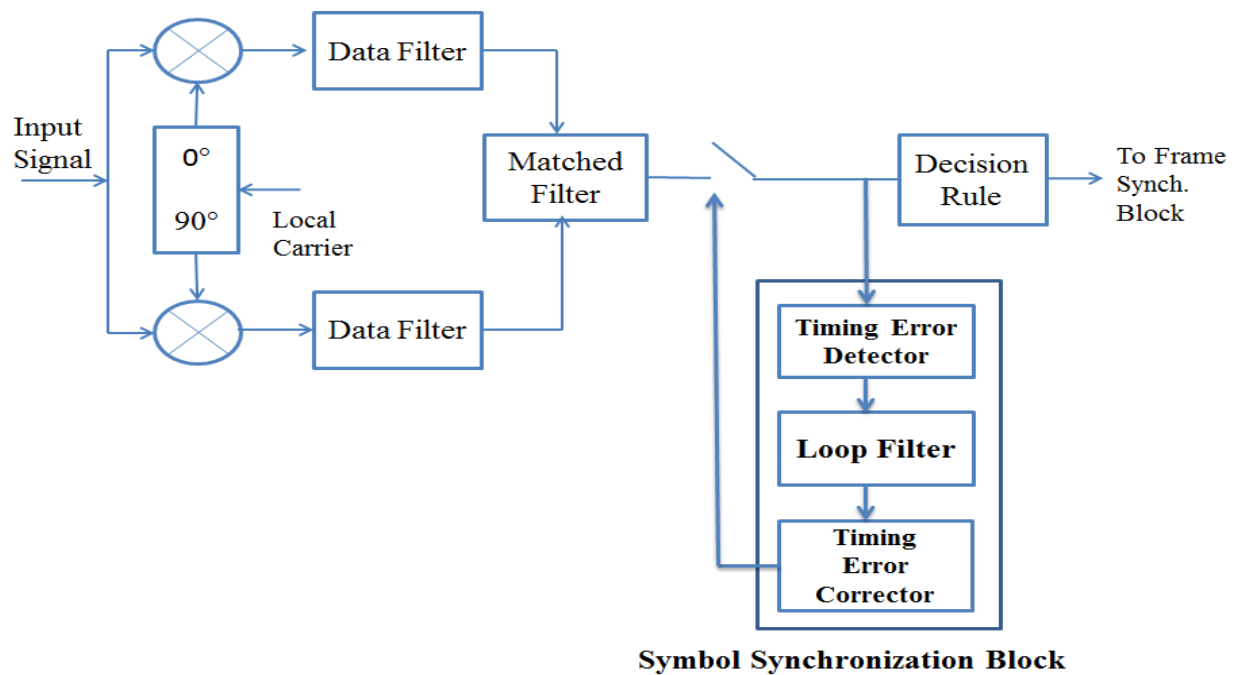 Data Filter
Input
Signal
0°
90°
Local
Carrier
Data Filter
Matched
Filter
Decision
Rule
To Frame
Synch.
Block
Timing Error
Detector
Loop Filter
Timing
Error
Corrector
Symbol Synchronization Block